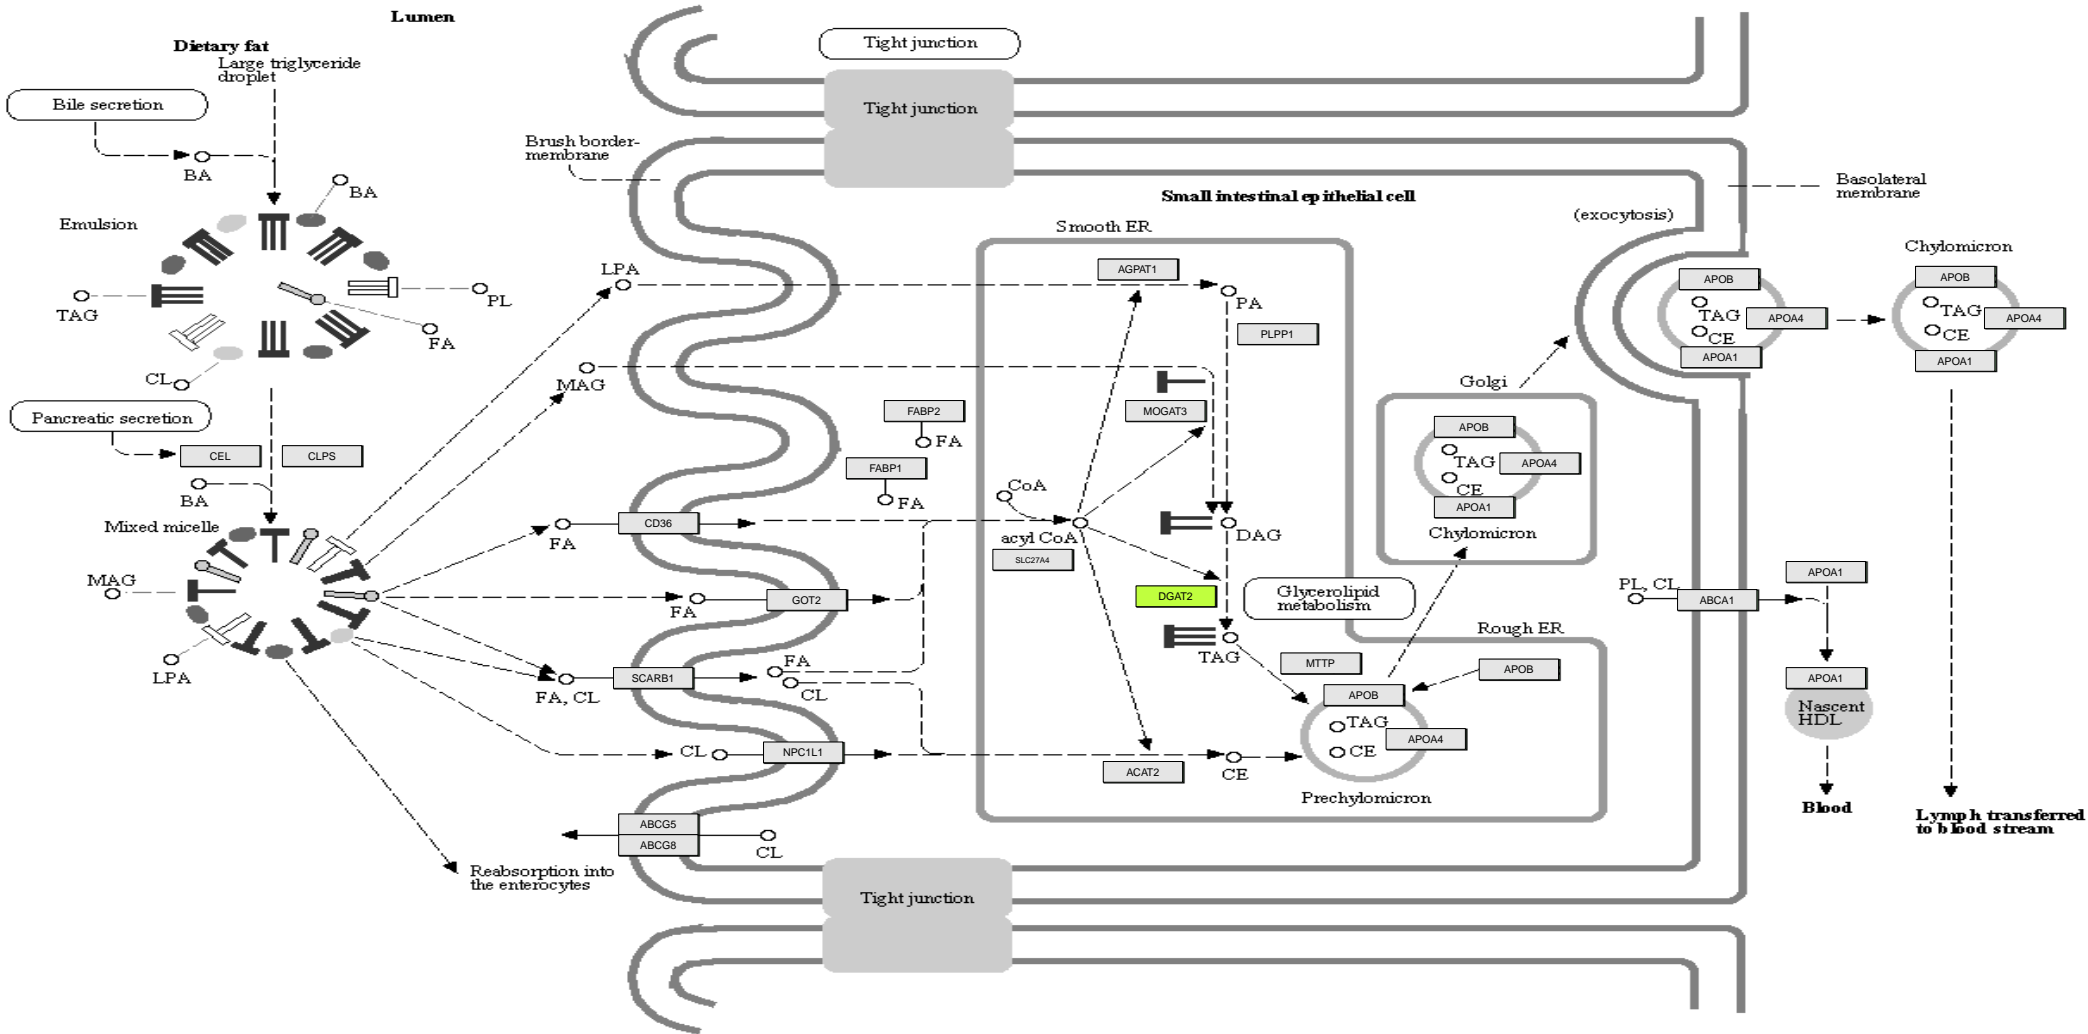 Lumen
Dietary fat
Large triglyceride
droplet
Bile secretion
BA
Emulsion
BA
TAG
PL
FA
CL
Pancreatic secretion
CEL
CLPS
BA
Mixed micelle
MAG
LPA
Reabsorption into
the enterocytes
Brush border-
membrane
LPA
MAG
FA
CD36
FA
GOT2
FA, CL
SCARB1
FA
CL
CL
NPC1L1
ABCG5
ABCG8
CL
Tight junction
Tight junction
Tight junction
Small intestinal epithelial cell
Smooth ER
AGPAT1
PA
PLPP1
MOGAT3
FABP2
FA
FABP1
FA
CoA
acyl CoA
SLC27A4
DAG
DGAT2
Glycerolipid
metabolism
TAG
ACAT2
CE
Rough ER
MTTP
APOB
APOB
TAG
APOA4
CE
Prechylomicron
Golgi
APOB
TAG
APOA4
CE
APOA1
Chylomicron
(exocytosis)
Basolateral
membrane
APOB
TAG
APOA4
CE
APOA1
Chylomicron
APOB
TAG
APOA4
CE
APOA1
PL, CL
ABCA1
APOA1
APOA1
Nascent
HDL
Blood
Lymph transferred
to blood stream